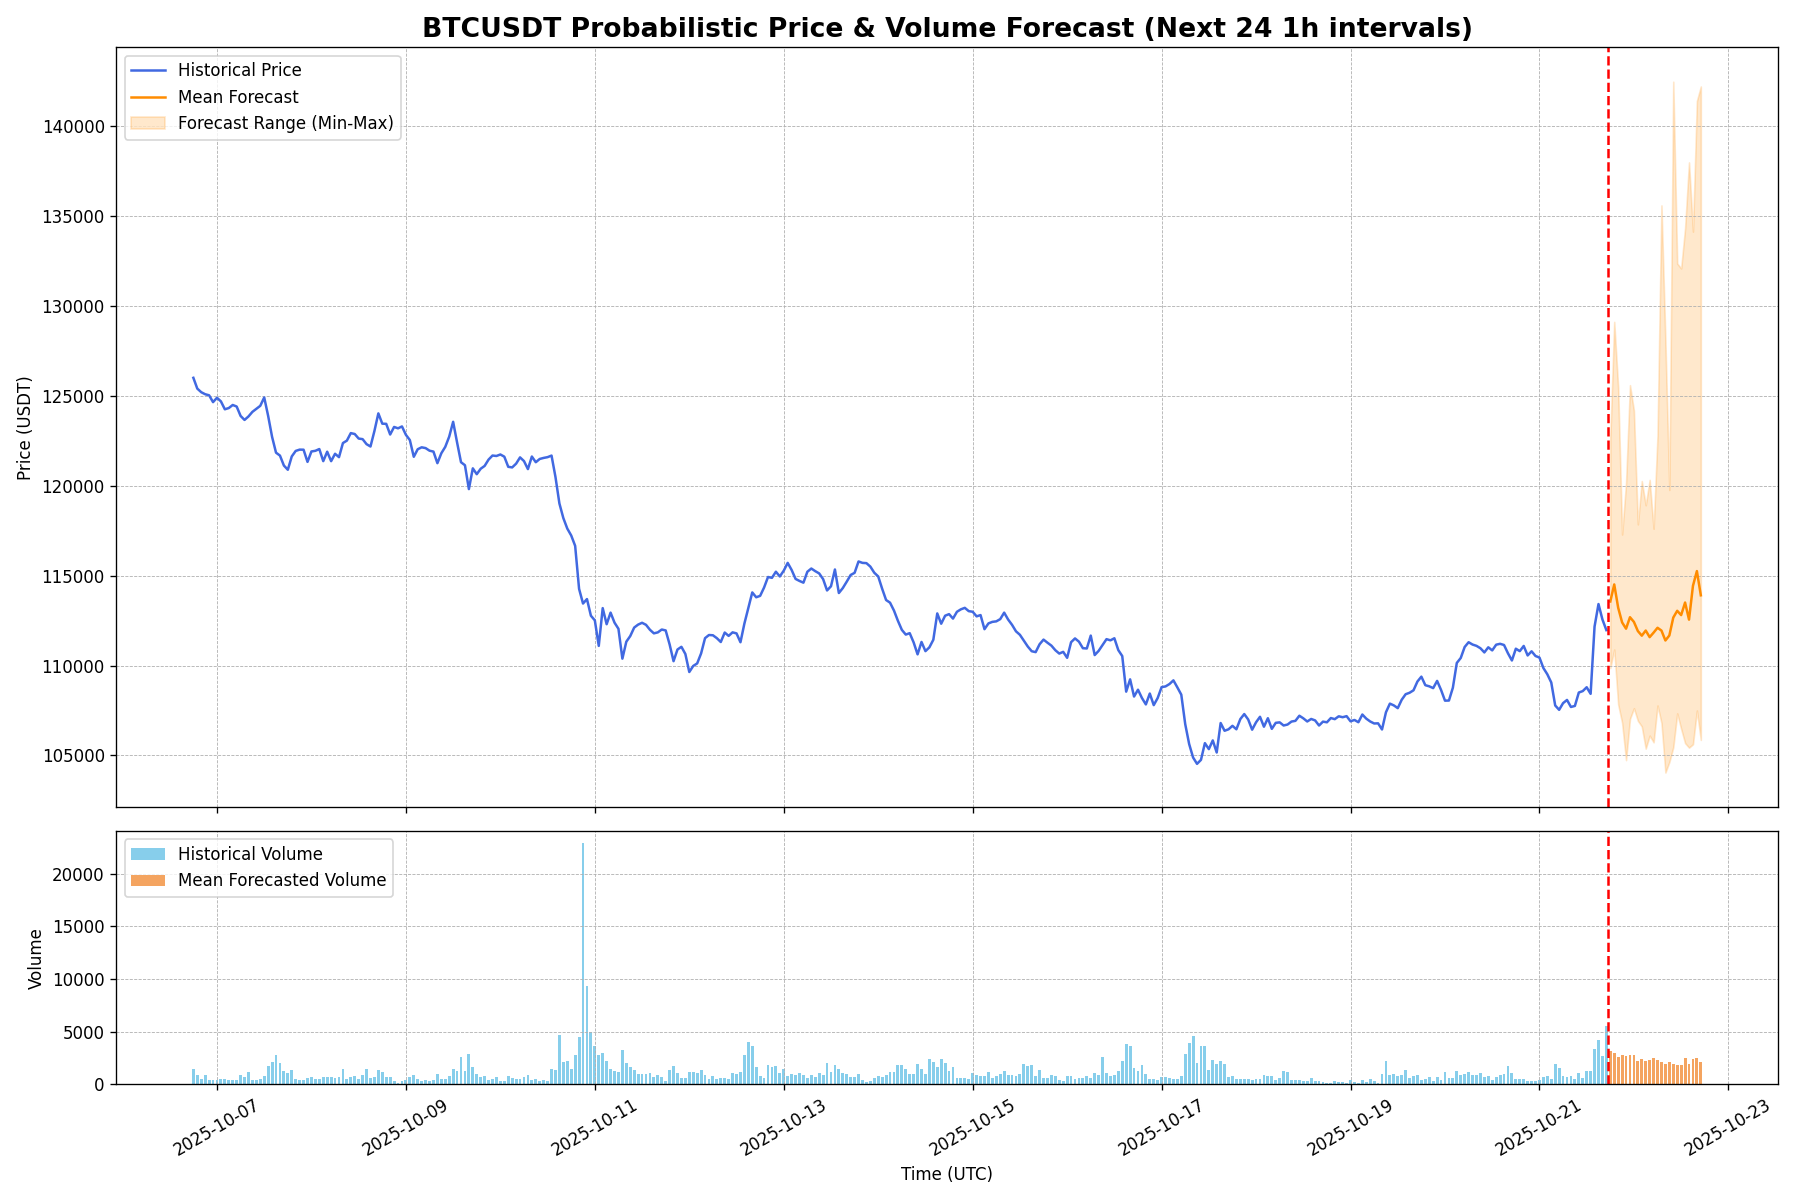 BTCUSDT Probabilistic Price & Volume Forecast (Next 24 1h intervals)
Historical Price
Mean Forecast
Forecast Range (Min-Max)
Price (USDT)
140000
135000
130000
125000
120000
115000
110000
105000
Historical Volume
Mean Forecasted Volume
Volume
20000
15000
10000
5000
0
2025-10-07
2025-10-09
2025-10-11
2025-10-13
2025-10-15
2025-10-17
2025-10-19
2025-10-21
2025-10-23
Time (UTC)